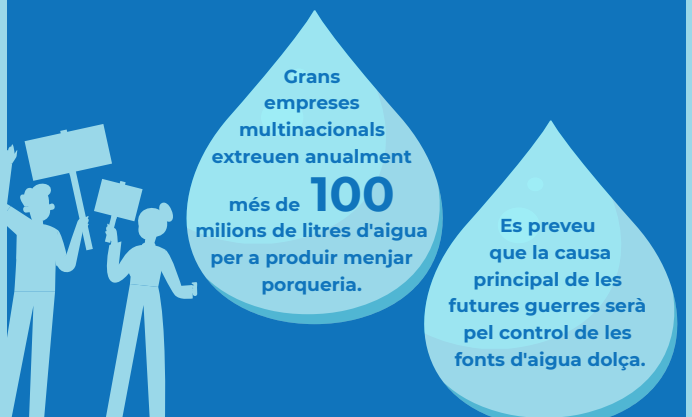 Grans
empreses
multinacionals
extreuen anualment
més de 100
milions de litres d'aigua
per a produir menjar
porqueria.
Es preveu
que la causa
principal de les
futures guerres serà
pel control de les
fonts d'aigua dolça.